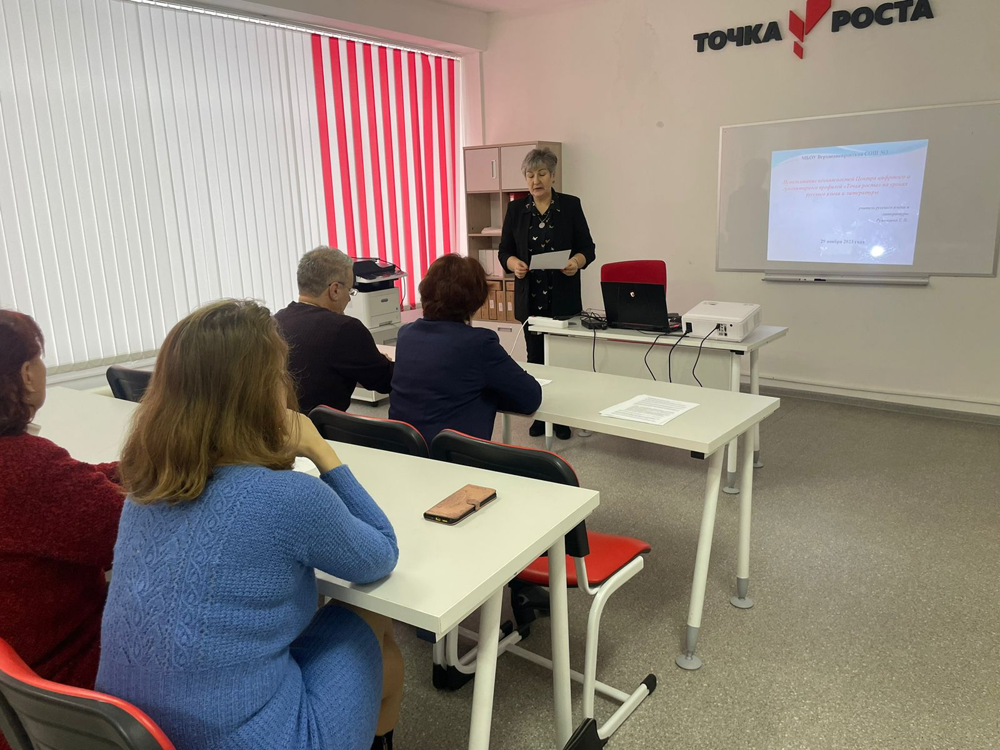 ТОЧКА РОСТА
МБОУ Верхнеднепровская СОШ №3
Использование возможностей Центра цифрового и
гуманитарного профилей «Точка роста» на уроках
русского языка и литературы
учитель русского языка и
литературы
29 ноября 2023 года